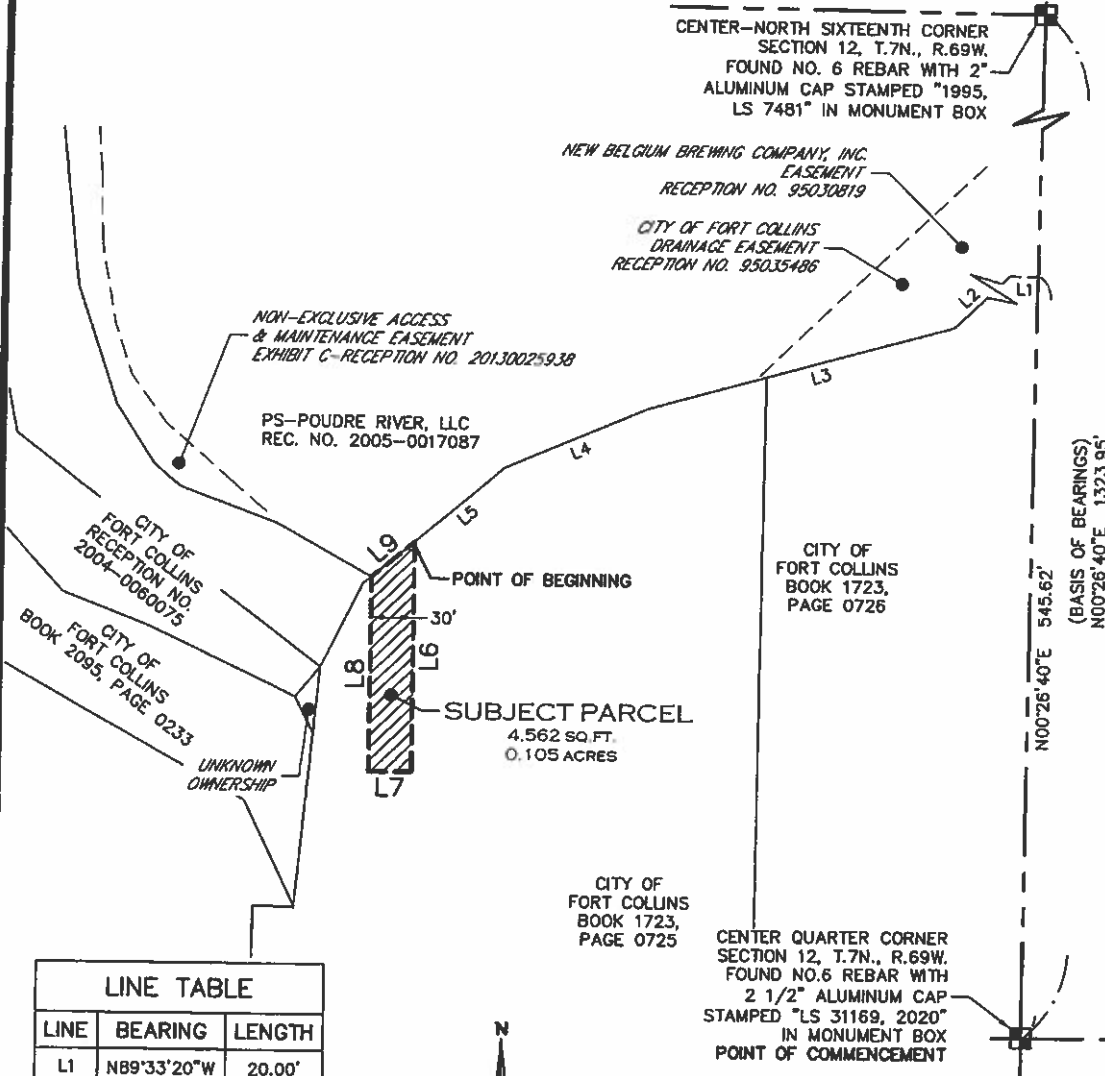 CENTER-NORTH SIXTEENTH CORNER
SECTION 12, T.7N., R.69W.
FOUND NO. 6 REBAR WITH 2"
ALUMINUM CAP STAMPED "1995,
LS 7481" IN MONUMENT BOX
NEW BELGIUM BREWING COMPANY, INC.
EASEMENT
RECEPTION NO. 95030819
CITY OF FORT COLLINS
DRAINAGE EASEMENT
RECEPTION NO. 95035486
L2
L1
NON-EXCLUSIVE ACCESS
& MAINTENANCE EASEMENT
EXHIBIT C-RECEPTION NO. 20130025938
L3
PS-POUDRE RIVER, LLC
REC. NO. 2005-0017087
L4
L5
CITY OF
FORT COLLINS
RECEPTION NO.
2004-0060075
L9
POINT OF BEGINNING
CITY OF
FORT COLLINS
BOOK 1723,
PAGE 0726
(BASIS OF BEARINGS)
N00°26'40"E 1323.95'
N00°26'40"E 545.62'
30'
L8
L6
CITY OF
FORT COLLINS
BOOK 2095, PAGE 0233
SUBJECT PARCEL
4.562 SQ.FT.
0.105 ACRES
UNKNOWN
OWNERSHIP
L7
CITY OF
FORT COLLINS
BOOK 1723,
PAGE 0725
CENTER QUARTER CORNER
SECTION 12, T.7N., R.69W.
FOUND NO.6 REBAR WITH
2 1/2" ALUMINUM CAP
STAMPED "LS 31169, 2020"
IN MONUMENT BOX
POINT OF COMMENCEMENT
LINE TABLE
LINE BEARING LENGTH
L1 N89°33'20"W 20.00'
N